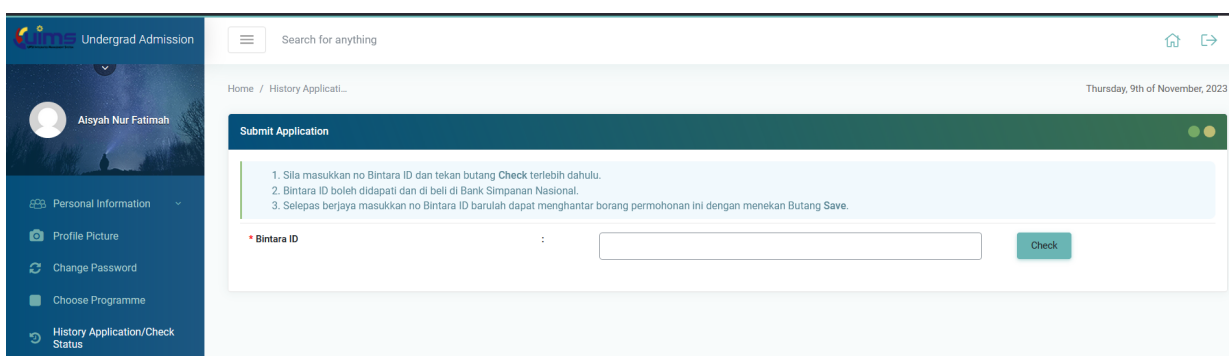 uims Undergrad Admission
Search for anything
Home / History Applicati...
Thursday, 9th of November, 2023
Aisyah Nur Fatimah
Submit Application
1. Sila masukkan no Bintara ID dan tekan butang Check terlebih dahulu.
2. Bintara ID boleh didapati dan di beli di Bank Simpanan Nasional.
3. Selepas berjaya masukkan no Bintara ID barulah dapat menghantar borang permohonan ini dengan menekan Butang Save.
* Bintara ID :
Check
Personal Information
Profile Picture
Change Password
Choose Programme
History Application/Check
Status